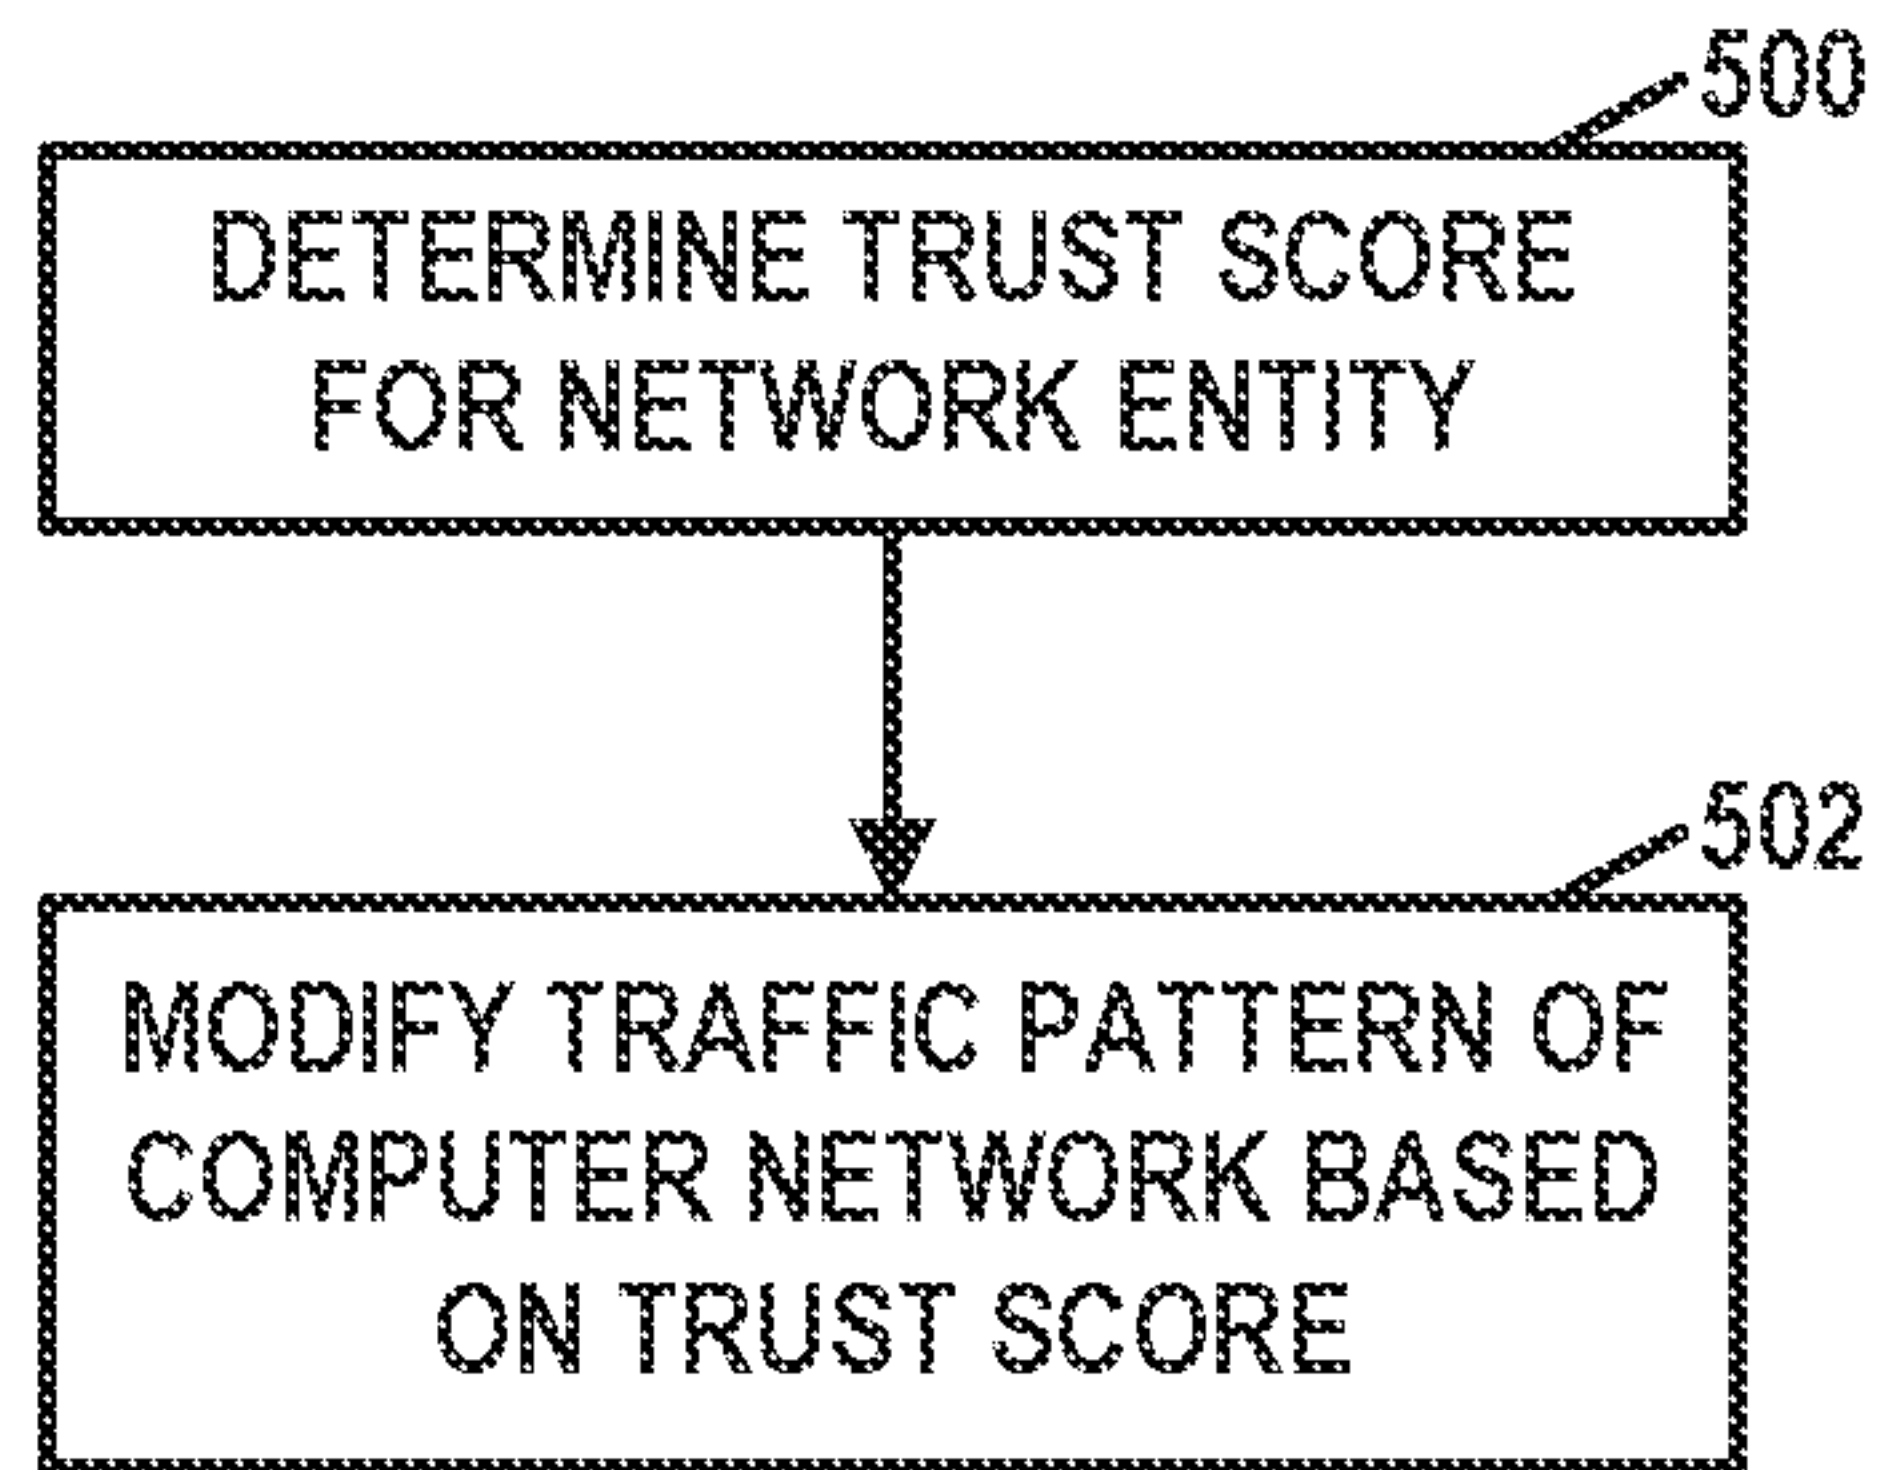 500
DETERMINE TRUST SCORE
FOR NETWORK ENTITY
502
MODIFY TRAFFIC PATTERN OF
COMPUTER NETWORK BASED
ON TRUST SCORE